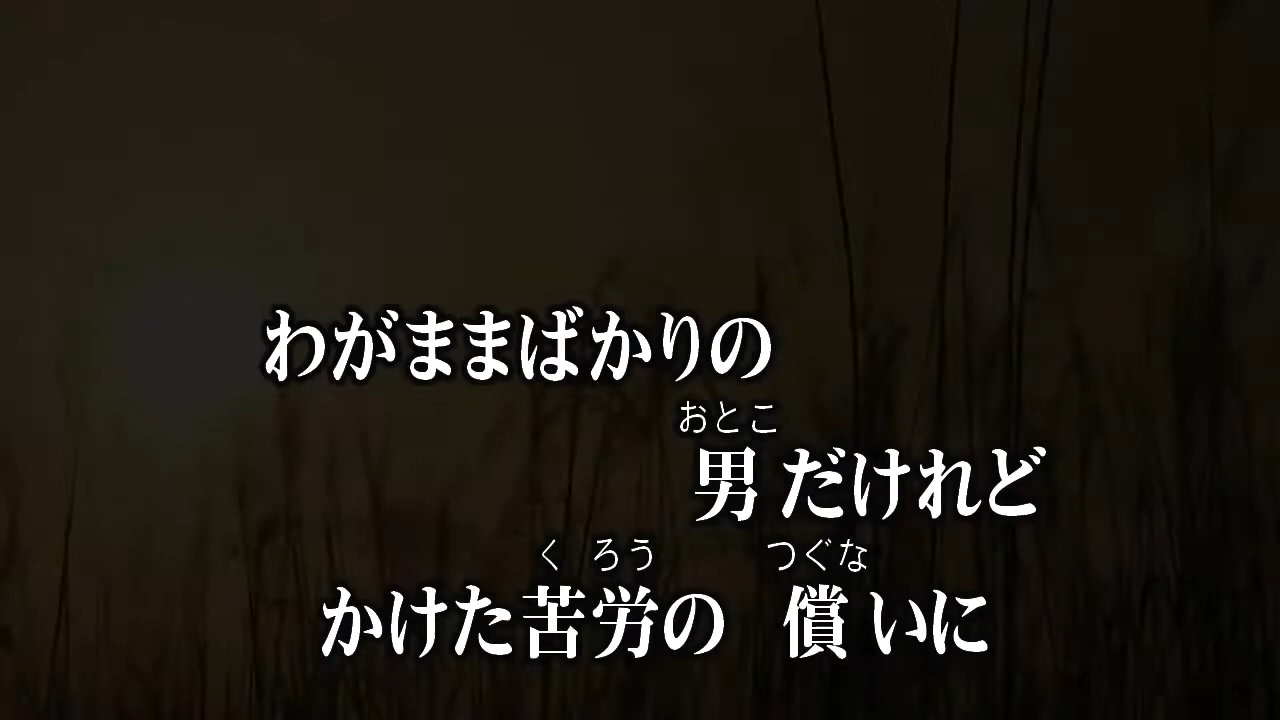 わがままばかりの
おとこ
男だけれど
くろう つぐな
かけた苦労の 償いに